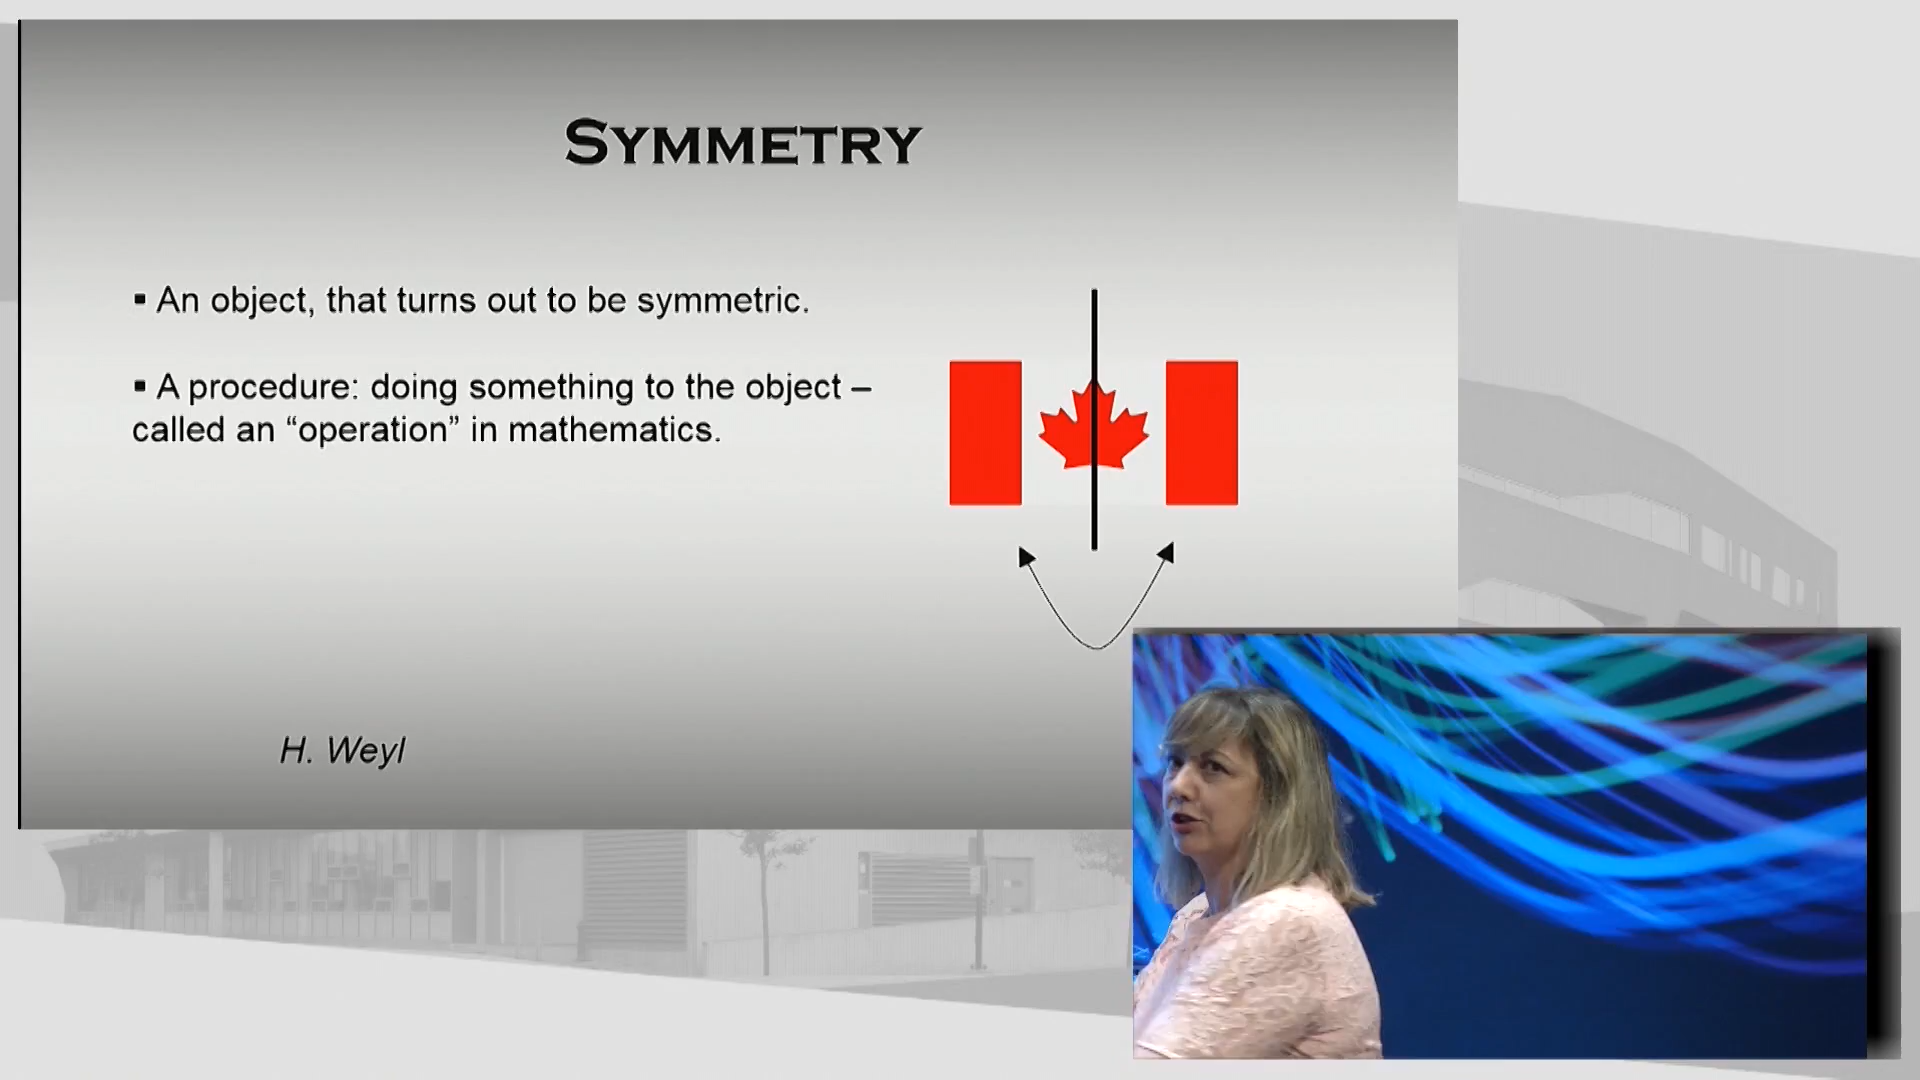 SYMMETRY
▪ An object, that turns out to be symmetric.
▪ A procedure: doing something to the object –
called an “operation” in mathematics.
H. Weyl